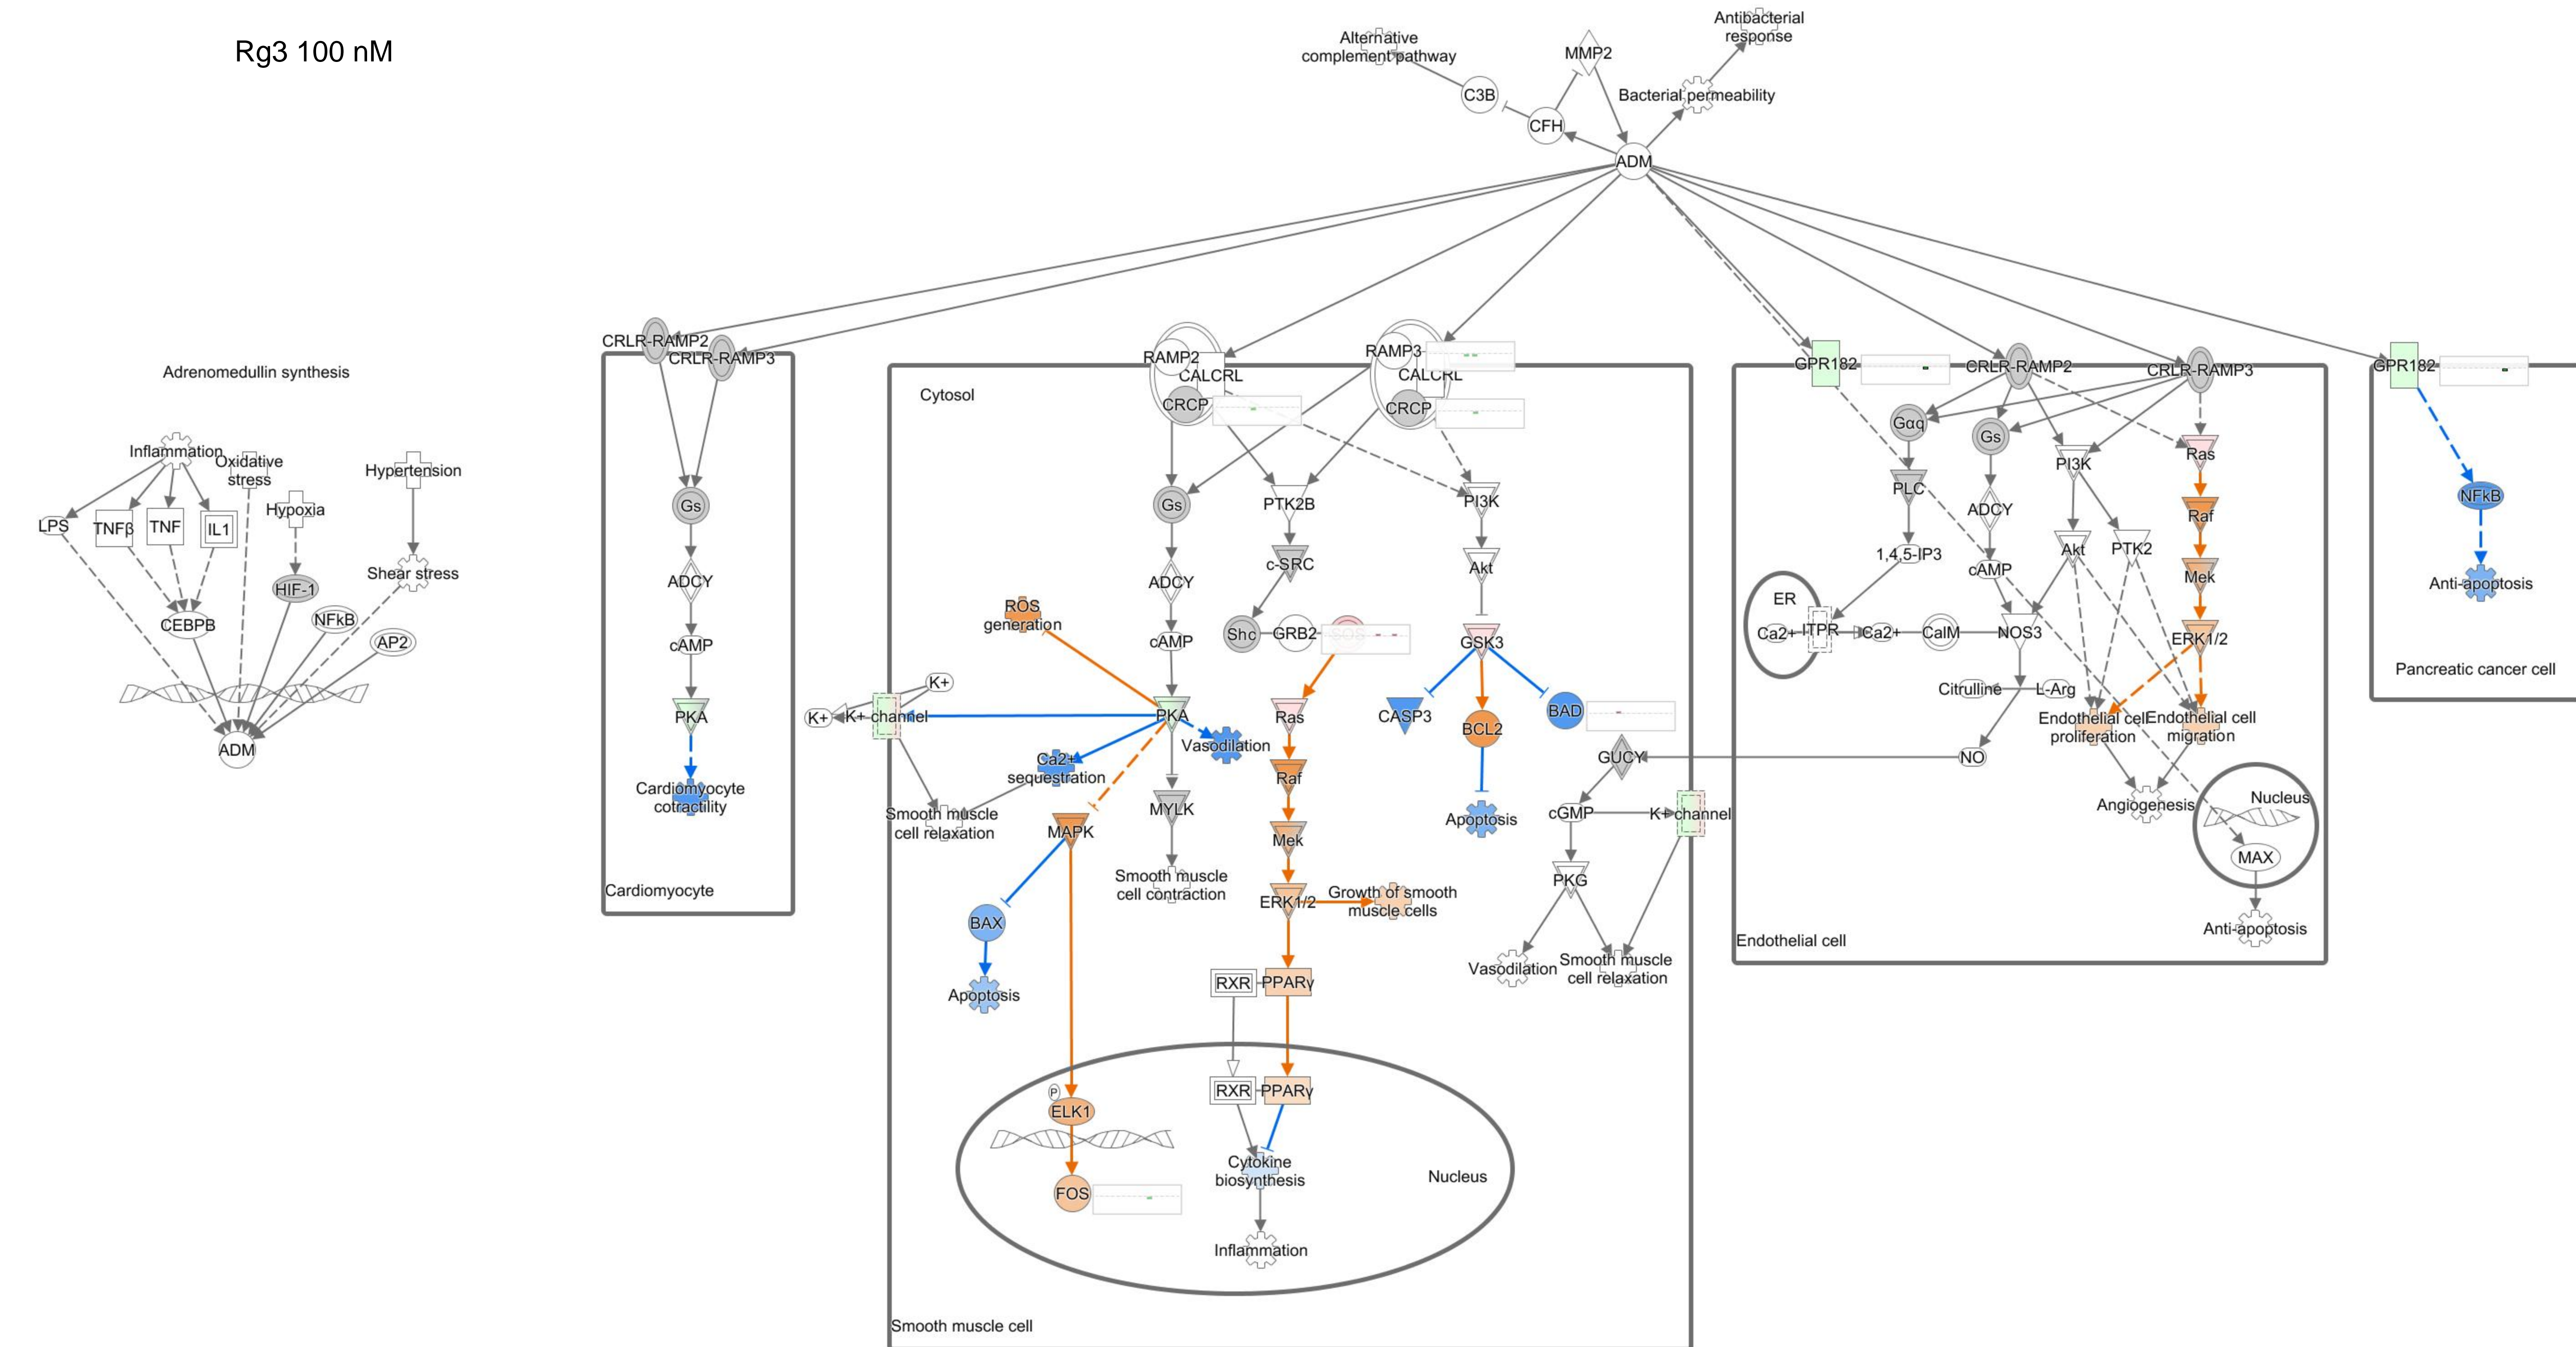 Rg3 100 nM
Alternative
complement pathway
MMP2
Antibacterial
response
C3B
Bacterial permeability
CFH
ADM
Adrenomedullin synthesis
Inflammation
Oxidative
stress
Hypertension
Hypoxia
LPS
TNFβ
TNF
IL1
Shear stress
HIF-1
CEBPB
NFkB
AP2
ADM
CRLR-RAMP2
CRLR-RAMP3
Gs
ADCY
cAMP
PKA
Cardiomyocyte
cotractility
Cardiomyocyte
Cytosol
RAMP2
CALCRL
CRCP
RAMP3
CALCRL
CRCP
Gs
PTK2B
PI3K
ADCY
c-SRC
Akt
ROS
generation
cAMP
Shc
GRB2
SOS
GSK3
K+
K+
K+ channel
PKA
Vasodilation
Ras
CASP3
BCL2
BAD
Ca2+
sequestration
Raf
GUCY
Smooth muscle
cell relaxation
MAPK
MYLK
Mek
Apoptosis
cGMP
K+ channel
Smooth muscle
cell contraction
ERK1/2
Growth of smooth
muscle cells
PKG
BAX
Apoptosis
Vasodilation
Smooth muscle
cell relaxation
RXR
PPARγ
P
ELK1
RXR
PPARγ
FOS
Cytokine
biosynthesis
Nucleus
Inflammation
Smooth muscle cell
GPR182
CRLR-RAMP2
CRLR-RAMP3
Gαq
Gs
PI3K
Ras
PLC
ADCY
Raf
1,4,5-IP3
cAMP
Akt
PTK2
Mek
ER
Ca2+
ITPR
Ca2+
CalM
NOS3
ERK1/2
Citrulline
L-Arg
Endothelial cell
proliferation
Endothelial cell
migration
NO
Angiogenesis
Nucleus
MAX
Anti-apoptosis
Endothelial cell
GPR182
NFkB
Anti-apoptosis
Pancreatic cancer cell